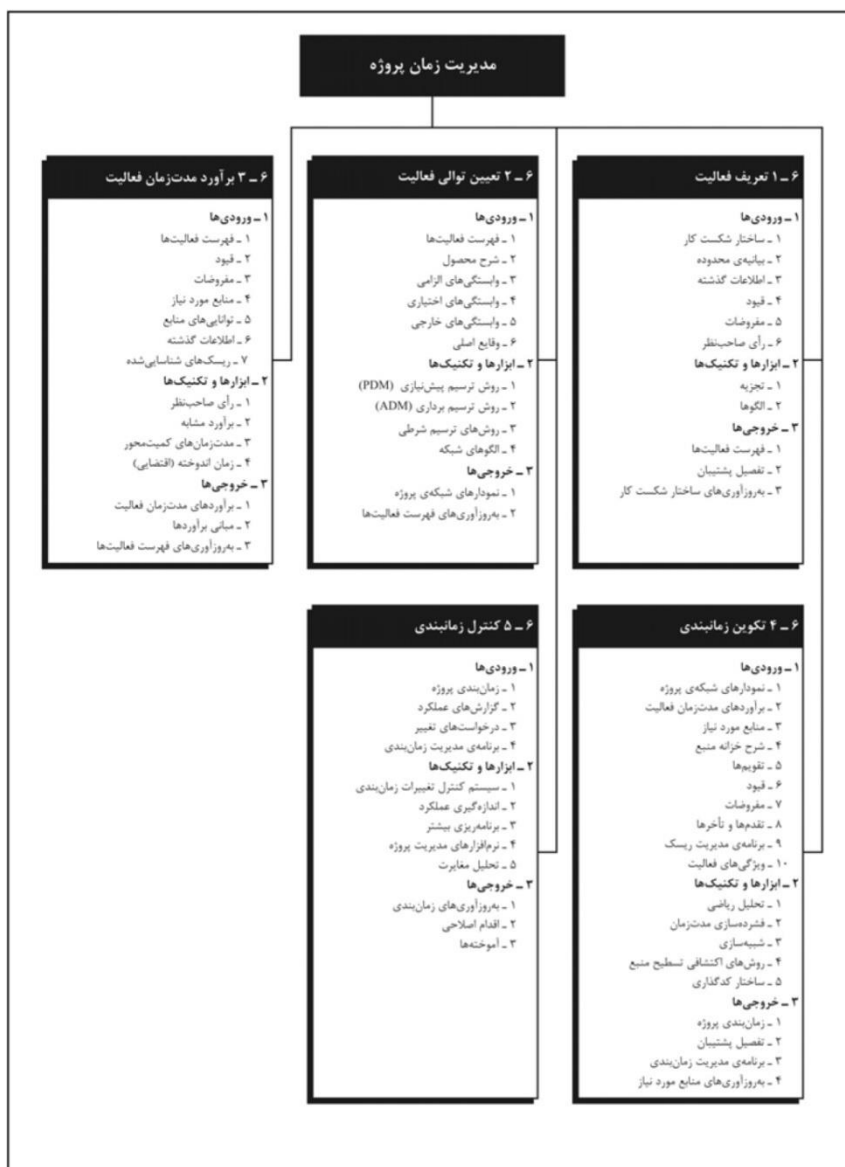 مدیریت زمان پروژه
۶ ـ ۱ تعریف فعالیت
۱ ـ ورودی‌ها
۱ ـ ساختار شکست کار
۲ ـ بیانیه‌ی محدوده
۳ ـ اطلاعات گذشته
۴ ـ قیود
۵ ـ مفروضات
۶ ـ رأی صاحب‌نظر
۲ ـ ابزارها و تکنیک‌ها
۱ ـ تجزیه
۲ ـ الگوها
۳ ـ خروجی‌ها
۱ ـ فهرست فعالیت‌ها
۲ ـ تفصیل پشتیبان
۳ ـ به‌روزآوری‌های ساختار شکست کار
۶ ـ ۲ تعیین توالی فعالیت
۱ ـ ورودی‌ها
۱ ـ فهرست فعالیت‌ها
۲ ـ شرح محصول
۳ ـ وابستگی‌های الزامی
۴ ـ وابستگی‌های اختیاری
۵ ـ وابستگی‌های خارجی
۶ ـ وقایع اصلی
۲ ـ ابزارها و تکنیک‌ها
۱ ـ روش ترسیم پیش‌نیازی (PDM)
۲ ـ روش ترسیم برداری (ADM)
۳ ـ روش‌های ترسیم شرطی
۴ ـ الگوهای شبکه
۳ ـ خروجی‌ها
۱ ـ نمودارهای شبکه‌ی پروژه
۲ ـ به‌روزآوری‌های فهرست فعالیت‌ها
۶ ـ ۳ برآورد مدت‌زمان فعالیت
۱ ـ ورودی‌ها
۱ ـ فهرست فعالیت‌ها
۲ ـ قیود
۳ ـ مفروضات
۴ ـ منابع مورد نیاز
۵ ـ توانایی‌های منابع
۶ ـ اطلاعات گذشته
۷ ـ ریسک‌های شناسایی‌شده
۲ ـ ابزارها و تکنیک‌ها
۱ ـ رأی صاحب‌نظر
۲ ـ برآورد مشابه
۳ ـ مدت‌زمان‌های کمیت‌محور
۴ ـ زمان اندوخته (اقتضایی)
۳ ـ خروجی‌ها
۱ ـ برآوردهای مدت‌زمان فعالیت
۲ ـ مبانی برآوردها
۳ ـ به‌روزآوری‌های فهرست فعالیت‌ها
۶ ـ ۴ تکوین زمانبندی
۱ ـ ورودی‌ها
۱ ـ نمودارهای شبکه‌ی پروژه
۲ ـ برآوردهای مدت‌زمان فعالیت
۳ ـ منابع مورد نیاز
۴ ـ شرح خزانه منبع
۵ ـ تقویم‌ها
۶ ـ قیود
۷ ـ مفروضات
۸ ـ تقدم‌ها و تأخرها
۹ ـ برنامه‌ی مدیریت ریسک
۱۰ ـ ویژگی‌های فعالیت
۲ ـ ابزارها و تکنیک‌ها
۱ ـ تحلیل ریاضی
۲ ـ فشرده‌سازی مدت‌زمان
۳ ـ شبیه‌سازی
۴ ـ روش‌های اکتشافی تسطیح منبع
۵ ـ ساختار کدگذاری
۳ ـ خروجی‌ها
۱ ـ زمان‌بندی پروژه
۲ ـ تفصیل پشتیبان
۳ ـ برنامه‌ی مدیریت زمان‌بندی
۴ ـ به‌روزآوری‌های منابع مورد نیاز
۶ ـ ۵ کنترل زمانبندی
۱ ـ ورودی‌ها
۱ ـ زمان‌بندی پروژه
۲ ـ گزارش‌های عملکرد
۳ ـ درخواست‌های تغییر
۴ ـ برنامه‌ی مدیریت زمان‌بندی
۲ ـ ابزارها و تکنیک‌ها
۱ ـ سیستم کنترل تغییرات زمان‌بندی
۲ ـ اندازه‌گیری عملکرد
۳ ـ برنامه‌ریزی بیشتر
۴ ـ نرم‌افزارهای مدیریت پروژه
۵ ـ تحلیل مغایرت
۳ ـ خروجی‌ها
۱ ـ به‌روزآوری‌های زمان‌بندی
۲ ـ اقدام اصلاحی
۳ ـ آموخته‌ها